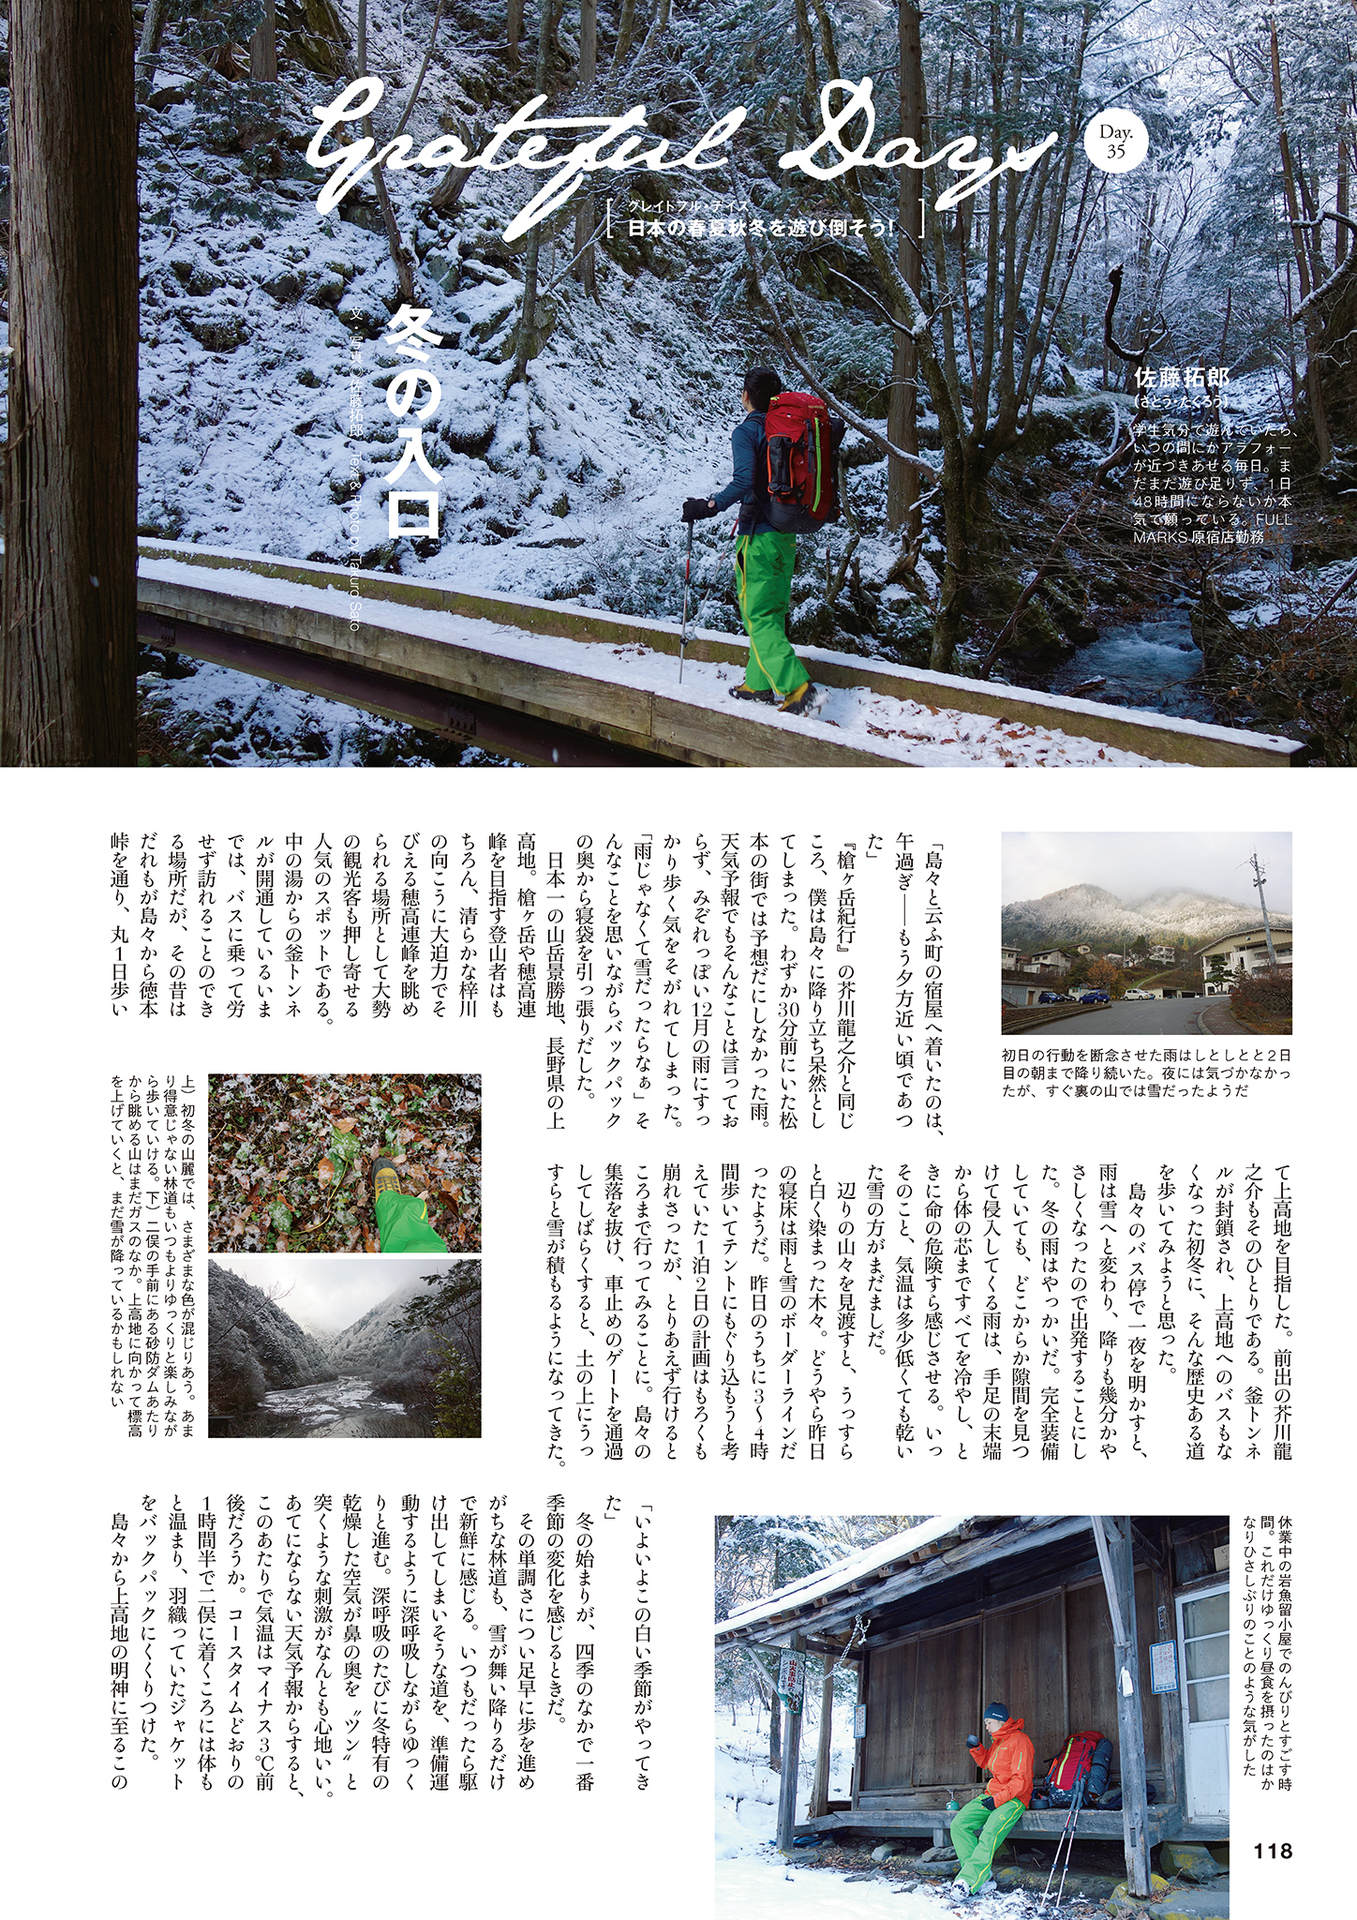 Grateful Days
Day.
35
グレイトフル・デイズ
日本の春夏秋冬を遊び倒そう!
冬の入口
文・写真◎佐藤拓郎 Text & Photo by Takuro Sato
佐藤拓郎
(さとう・たくろう)
学生気分で遊んでいたら、
いつの間にかアラフォー
が近づきあせる毎日。ま
だまだ遊び足りず、1日
48時間にならないか本
気で願っている。FULL
MARKS原宿店勤務
初日の行動を断念させた雨はしとしとと2日
目の朝まで降り続いた。夜には気づかなかっ
たが、すぐ裏の山では雪だったようだ
「島々と云ふ町の宿屋へ着いたのは、
午過ぎ――もう夕方近い頃であつ
た」
『槍ヶ岳紀行』の芥川龍之介と同じ
ころ、僕は島々に降り立ち呆然とし
てしまった。わずか30分前にいた松
本の街では予想だにしなかった雨。
天気予報でもそんなことは言ってお
らず、みぞれっぽい12月の雨にすっ
かり歩く気をそがれてしまった。
「雨じゃなくて雪だったらなぁ」そ
んなことを思いながらバックパック
の奥から寝袋を引っ張りだした。
日本一の山岳景勝地、長野県の上
高地。槍ヶ岳や穂高連
峰を目指す登山者はも
ちろん、清らかな梓川
の向こうに大迫力でそ
びえる穂高連峰を眺め
られる場所として大勢
の観光客も押し寄せる
人気のスポットである。
中の湯からの釜トンネ
ルが開通しているいま
では、バスに乗って労
せず訪れることのでき
る場所だが、その昔は
だれもが島々から徳本
峠を通り、丸1日歩い
て上高地を目指した。前出の芥川龍
之介もそのひとりである。釜トンネ
ルが封鎖され、上高地へのバスもな
くなった初冬に、そんな歴史ある道
を歩いてみようと思った。
島々のバス停で一夜を明かすと、
雨は雪へと変わり、降りも幾分かや
さしくなったので出発することにし
た。冬の雨はやっかいだ。完全装備
していても、どこからか隙間を見つ
けて侵入してくる雨は、手足の末端
から体の芯まですべてを冷やし、と
きに命の危険すら感じさせる。いっ
そのこと、気温は多少低くても乾い
た雪の方がまだましだ。
辺りの山々を見渡すと、うっすら
と白く染まった木々。どうやら昨日
の寝床は雨と雪のボーダーラインだ
ったようだ。昨日のうちに3〜4時
間歩いてテントにもぐり込もうと考
えていた1泊2日の計画はもろくも
崩れさったが、とりあえず行けると
ころまで行ってみることに。島々の
集落を抜け、車止めのゲートを通過
してしばらくすると、土の上にうっ
すらと雪が積もるようになってきた。
上）初冬の山麓では、さまざまな色が混じりあう。あま
り得意じゃない林道もいつもよりゆっくりと楽しみなが
ら歩いていける。下）二俣の手前にある砂防ダムあたり
から眺める山はまだガスのなか。上高地に向かって標高
を上げていくと、まだ雪が降っているかもしれない
休業中の岩魚留小屋でのんびりとすごす時
間。これだけゆっくり昼食を摂ったのはか
なりひさしぶりのことのような気がした
「いよいよこの白い季節がやってき
た」
冬の始まりが、四季のなかで一番
季節の変化を感じるときだ。
その単調さについ足早に歩を進め
がちな林道も、雪が舞い降りるだけ
で新鮮に感じる。いつもだったら駆
け出してしまいそうな道を、準備運
動するように深呼吸しながらゆっく
りと進む。深呼吸のたびに冬特有の
乾燥した空気が鼻の奥を〝ツン〟と
突くような刺激がなんとも心地いい。
あてにならない天気予報からすると、
このあたりで気温はマイナス3℃前
後だろうか。コースタイムどおりの
1時間半で二俣に着くころには体も
と温まり、羽織っていたジャケット
をバックパックにくくりつけた。
島々から上高地の明神に至るこの
118